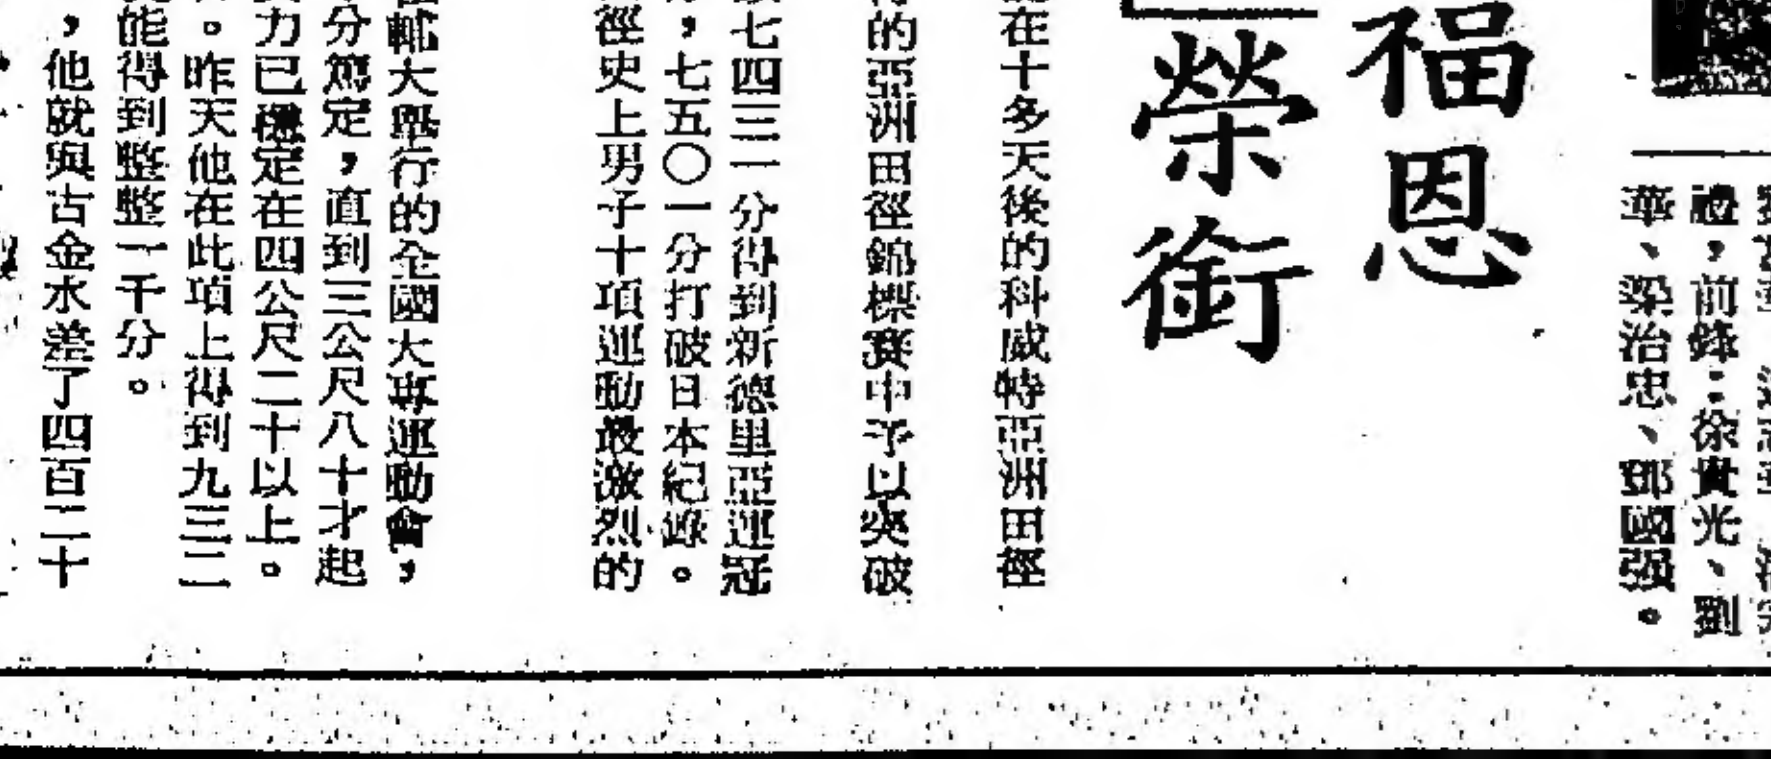 禮，前鋒：徐貴光、劉
華、梁治忠、鄧國強。
福恩
榮銜
在十多天後的科威特亞洲田徑
的亞洲田徑錦標賽中予以突破
七四三一分得到新德里亞運冠
，七五〇一分打破日本紀錄。
徑史上男子十項運動最激烈的
輔大舉行的全國大專運動會，
分篤定，直到三公尺八十才起
力已穩定在四公尺二十以上。
。昨天他在此項上得到九三二
能得到整整一千分。
，他就與古金水差了四百二十